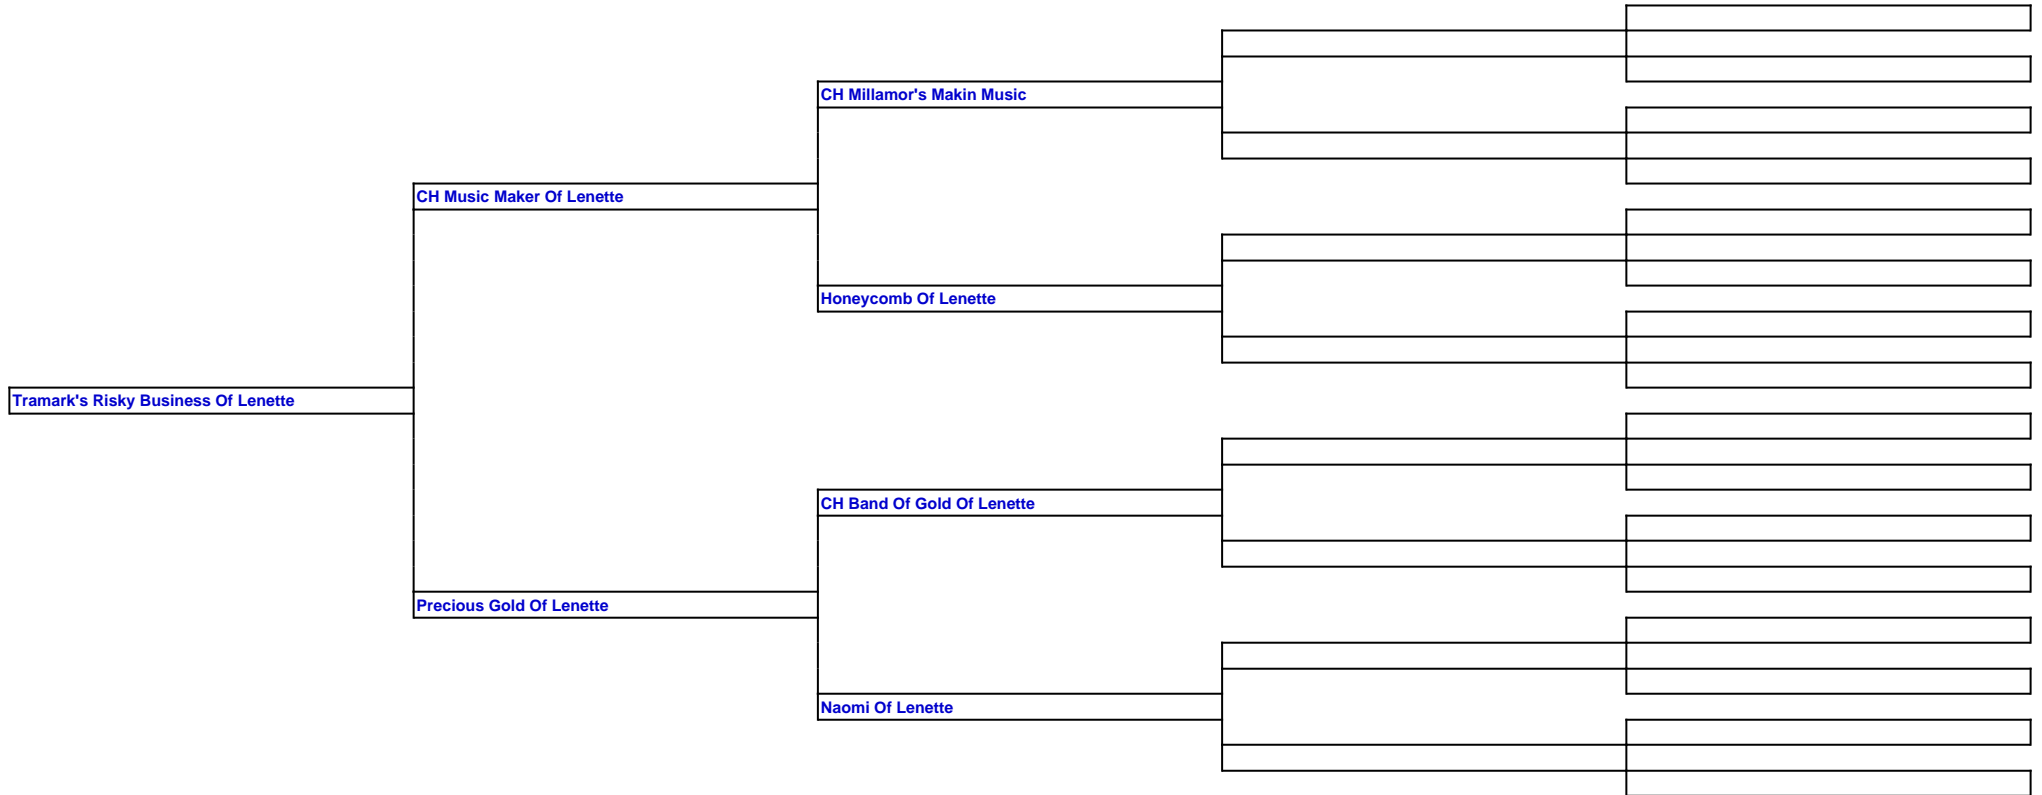 CH Millamor's Makin Music
CH Music Maker Of Lenette
Honeycomb Of Lenette
Tramark's Risky Business Of Lenette
CH Band Of Gold Of Lenette
Precious Gold Of Lenette
Naomi Of Lenette